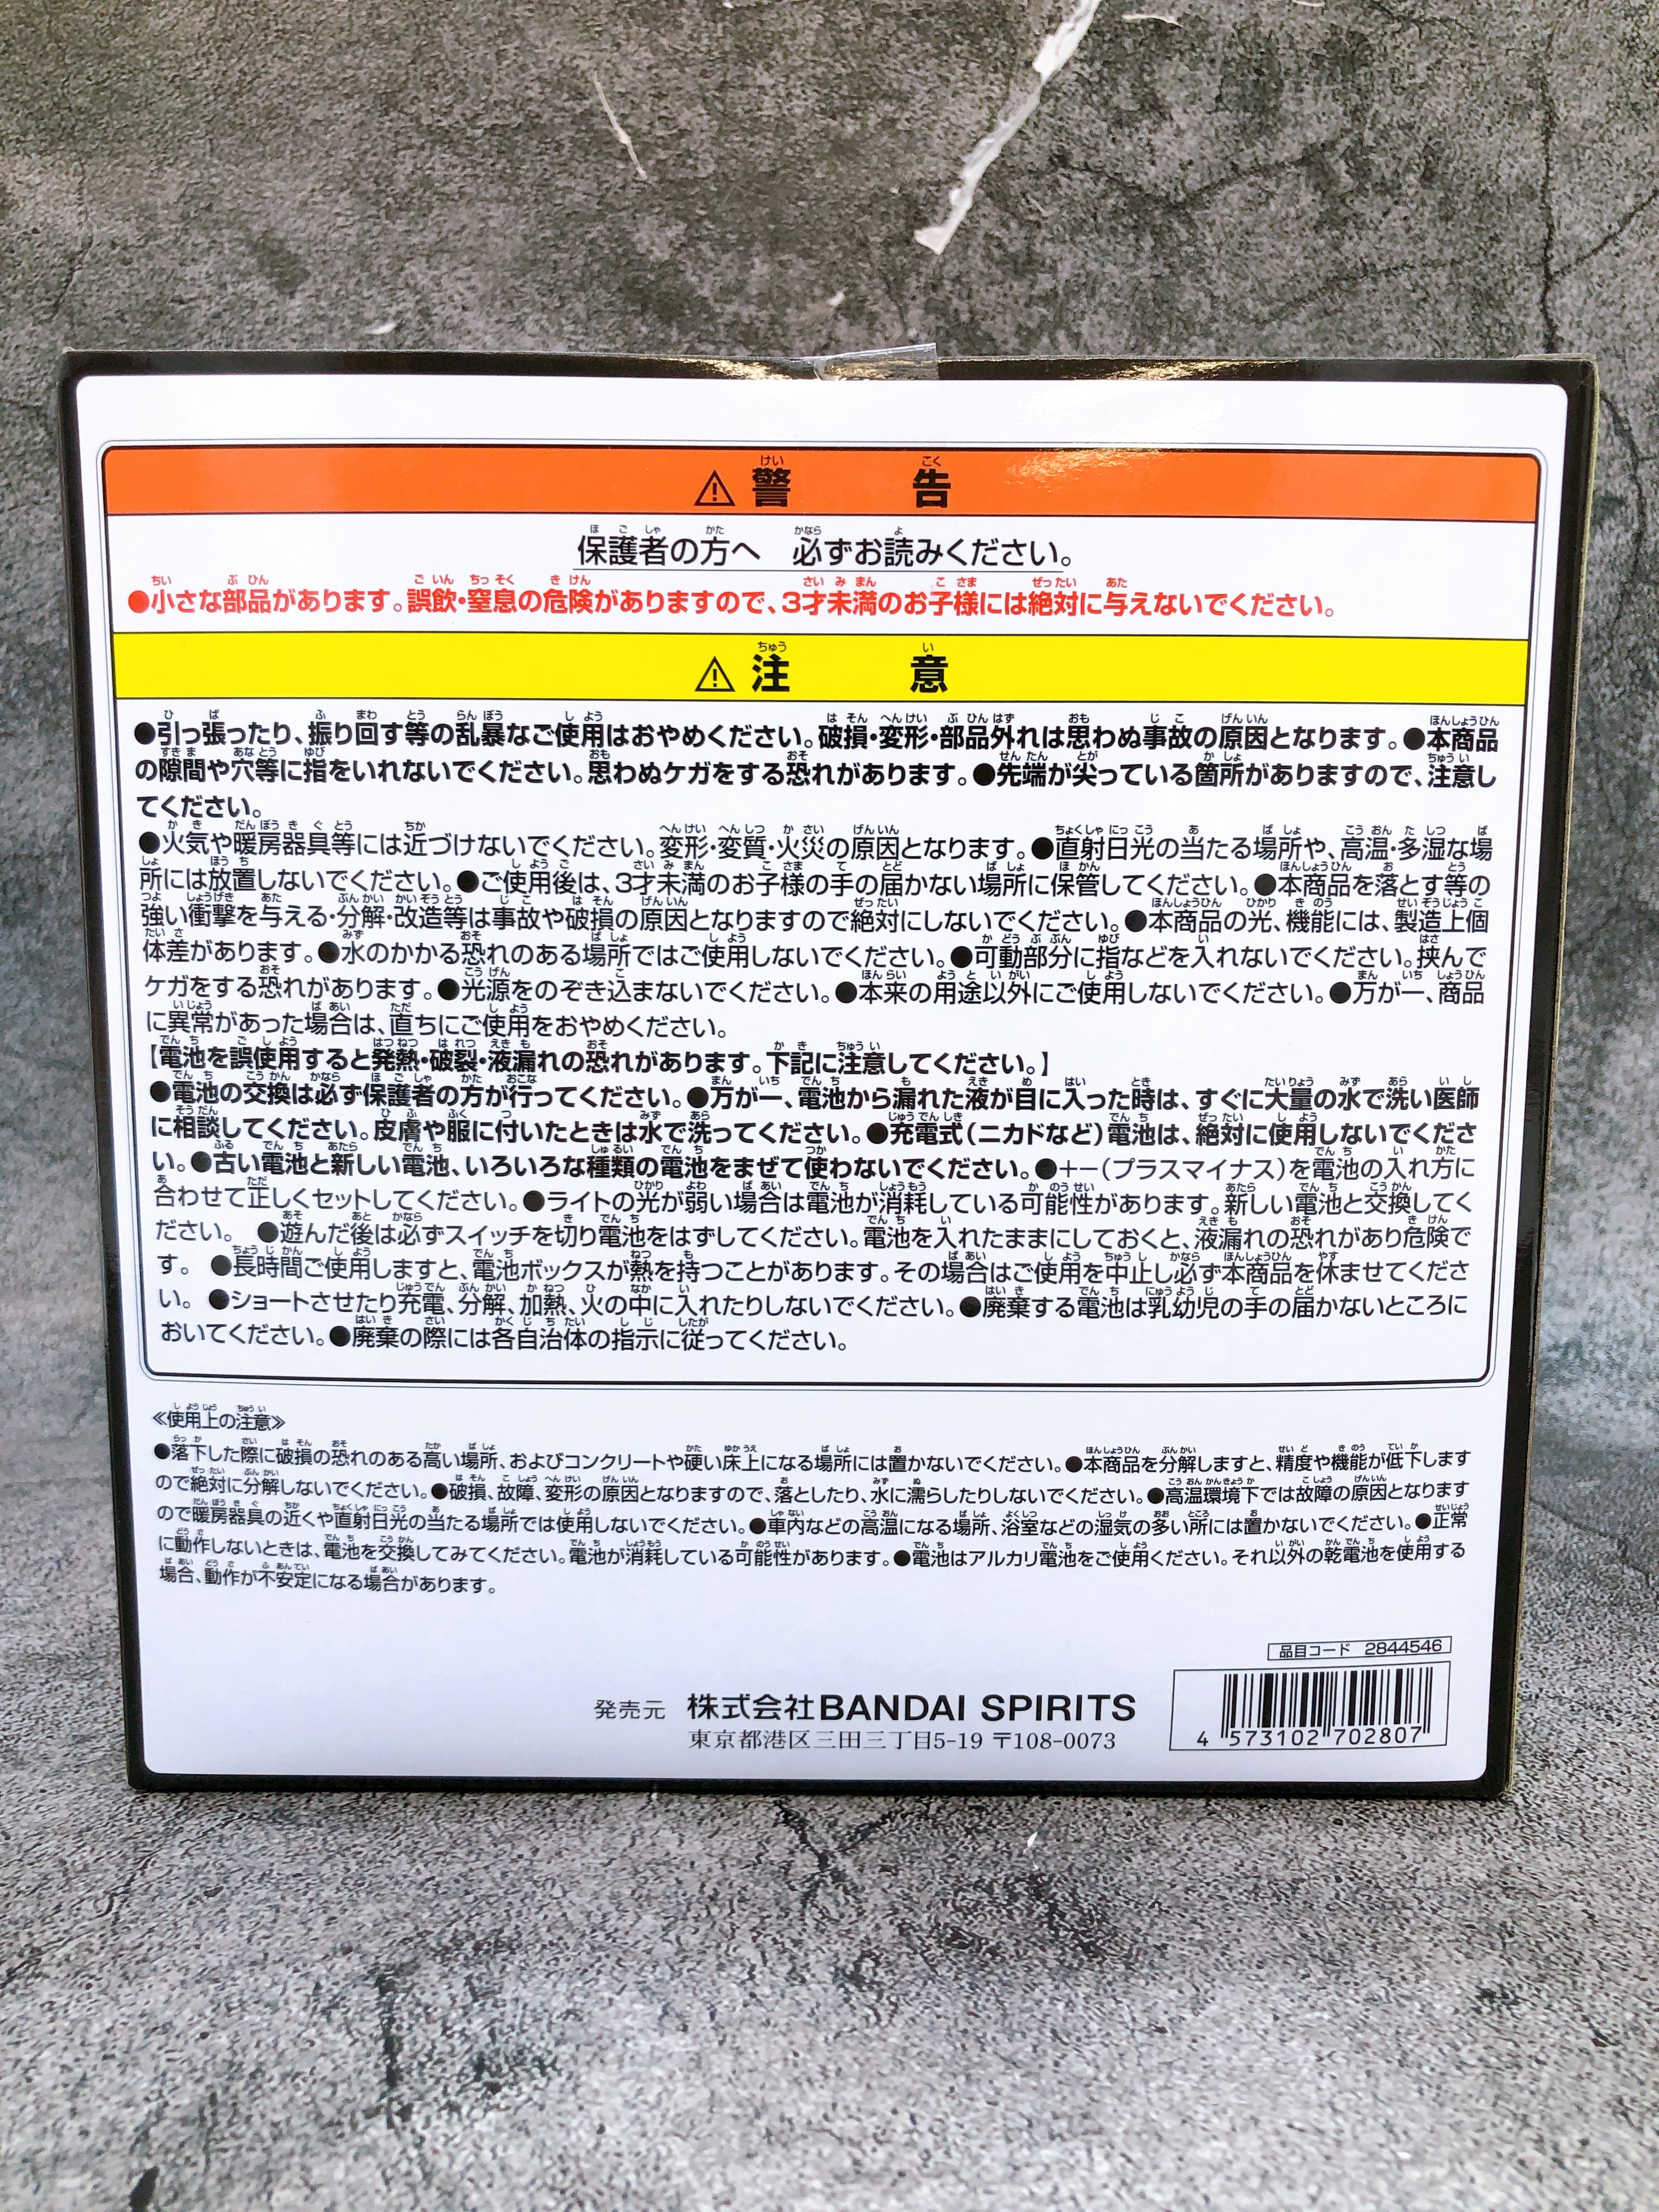 ⚠ 警告
保護者の方へ　必ずお読みください。
●小さな部品があります。誤飲・窒息の危険がありますので、3才未満のお子様には絶対に与えないでください。
⚠ 注意
●引っ張ったり、振り回す等の乱暴なご使用はおやめください。破損・変形・部品外れは思わぬ事故の原因となります。●本商品
の隙間や穴等に指をいれないでください。思わぬケガをする恐れがあります。●先端が尖っている箇所がありますので、注意し
てください。
●火気や暖房器具等には近づけないでください。変形・変質・火災の原因となります。●直射日光の当たる場所や、高温・多湿な場
所には放置しないでください。●ご使用後は、3才未満のお子様の手の届かない場所に保管してください。●本商品を落とす等の
強い衝撃を与える・分解・改造等は事故や破損の原因となりますので絶対にしないでください。●本商品の光、機能には、製造上個
体差があります。●水のかかる恐れのある場所ではご使用しないでください。●可動部分に指などを入れないでください。挟んで
ケガをする恐れがあります。●光源をのぞき込まないでください。●本来の用途以外にご使用しないでください。●万が一、商品
に異常があった場合は、直ちにご使用をおやめください。
【電池を誤使用すると発熱・破裂・液漏れの恐れがあります。下記に注意してください。】
●電池の交換は必ず保護者の方が行ってください。●万が一、電池から漏れた液が目に入った時は、すぐに大量の水で洗い医師
に相談してください。皮膚や服に付いたときは水で洗ってください。●充電式(ニカドなど)電池は、絶対に使用しないでくださ
い。●古い電池と新しい電池、いろいろな種類の電池をまぜて使わないでください。●+−(プラスマイナス)を電池の入れ方に
合わせて正しくセットしてください。●ライトの光が弱い場合は電池が消耗している可能性があります。新しい電池と交換してく
ださい。　●遊んだ後は必ずスイッチを切り電池をはずしてください。電池を入れたままにしておくと、液漏れの恐れがあり危険で
す。　●長時間ご使用しますと、電池ボックスが熱を持つことがあります。その場合はご使用を中止し必ず本商品を休ませてくださ
い。●ショートさせたり充電、分解、加熱、火の中に入れたりしないでください。●廃棄する電池は乳幼児の手の届かないところに
おいてください。●廃棄の際には各自治体の指示に従ってください。
≪使用上の注意≫
●落下した際に破損の恐れのある高い場所、およびコンクリートや硬い床上になる場所には置かないでください。●本商品を分解しますと、精度や機能が低下します
ので絶対に分解しないでください。●破損、故障、変形の原因となりますので、落としたり、水に濡らしたりしないでください。●高温環境下では故障の原因となります
ので暖房器具の近くや直射日光の当たる場所では使用しないでください。●車内などの高温になる場所、浴室などの湿気の多い所には置かないでください。●正常
に動作しないときは、電池を交換してみてください。電池が消耗している可能性があります。●電池はアルカリ電池をご使用ください。それ以外の乾電池を使用する
場合、動作が不安定になる場合があります。
品目コード　2844546
発売元　株式会社BANDAI SPIRITS
東京都港区三田三丁目5-19 〒108-0073
4 573102 702807